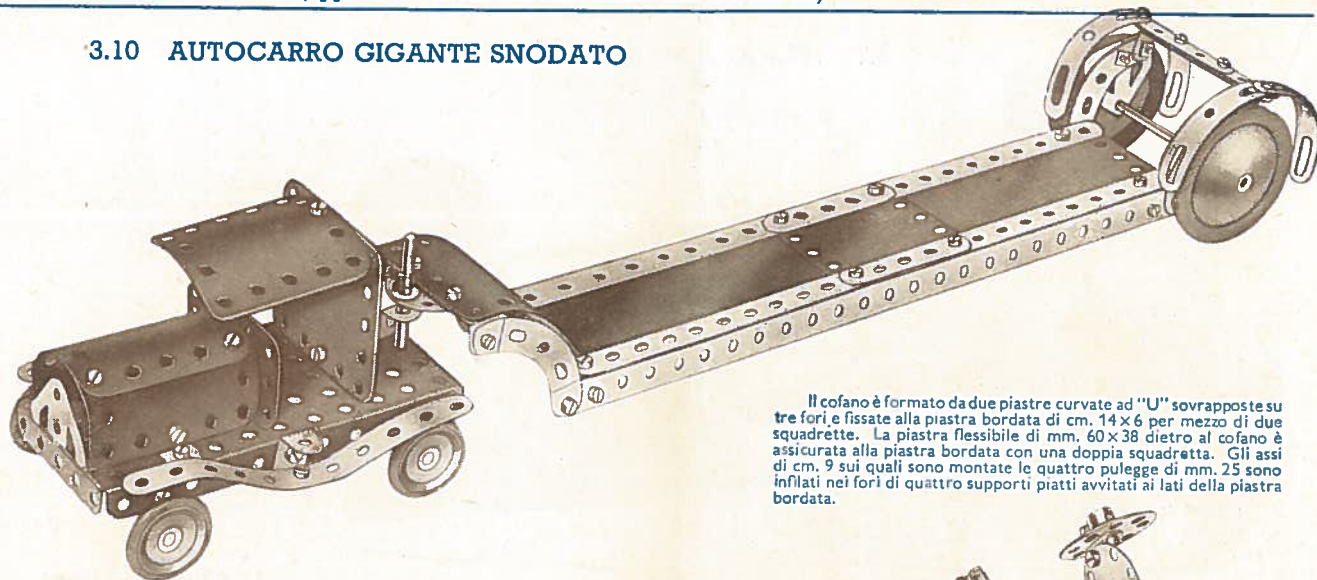 3.10 AUTOCARRO GIGANTE SNODATO
Il cofano è formato da due piastre curvate ad "U" sovrapposte su
tre fori e fissate alla piastra bordata di cm. 14×6 per mezzo di due
squadrette. La piastra flessibile di mm. 60×38 dietro al cofano è
assicurata alla piastra bordata con una doppia squadretta. Gli assi
di cm. 9 sui quali sono montate le quattro pulegge di mm. 25 sono
infilati nei fori di quattro supporti piatti avvitati ai lati della piastra
bordata.